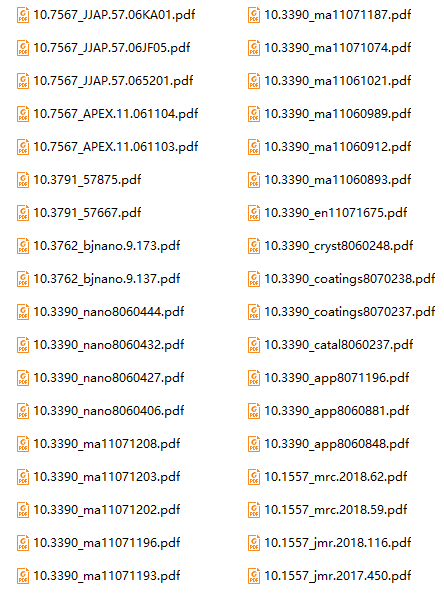 10.7567_JJAP.57.06KA01.pdf
10.7567_JJAP.57.06JF05.pdf
10.7567_JJAP.57.065201.pdf
10.7567_APEX.11.061104.pdf
10.7567_APEX.11.061103.pdf
10.3791_57875.pdf
10.3791_57667.pdf
10.3762_bjnano.9.173.pdf
10.3762_bjnano.9.137.pdf
10.3390_nano8060444.pdf
10.3390_nano8060432.pdf
10.3390_nano8060427.pdf
10.3390_nano8060406.pdf
10.3390_ma11071208.pdf
10.3390_ma11071203.pdf
10.3390_ma11071202.pdf
10.3390_ma11071196.pdf
10.3390_ma11071193.pdf
10.3390_ma11071187.pdf
10.3390_ma11071074.pdf
10.3390_ma11061021.pdf
10.3390_ma11060989.pdf
10.3390_ma11060912.pdf
10.3390_ma11060893.pdf
10.3390_en11071675.pdf
10.3390_cryst8060248.pdf
10.3390_coatings8070238.pdf
10.3390_coatings8070237.pdf
10.3390_catal8060237.pdf
10.3390_app8071196.pdf
10.3390_app8060881.pdf
10.3390_app8060848.pdf
10.1557_mrc.2018.62.pdf
10.1557_mrc.2018.59.pdf
10.1557_jmr.2018.116.pdf
10.1557_jmr.2017.450.pdf